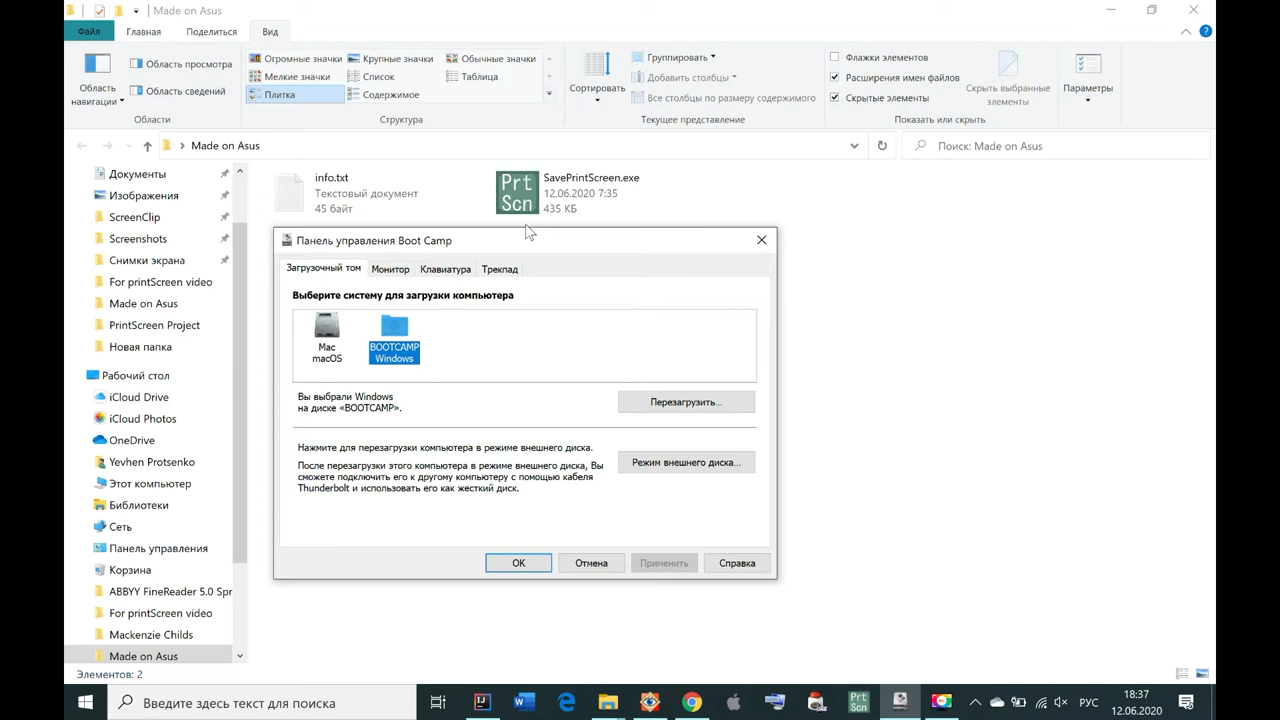 Made on Asus
Файл
Главная
Поделиться
Вид
Область навигации
Область просмотра
Область сведений
Области
Огромные значки
Крупные значки
Обычные значки
Мелкие значки
Список
Таблица
Плитка
Содержимое
Структура
Сортировать
Группировать
Добавить столбцы
Все столбцы по размеру содержимого
Текущее представление
Флажки элементов
Расширения имен файлов
Скрытые элементы
Скрыть выбранные
элементы
Показать или скрыть
Параметры
Made on Asus
Поиск: Made on Asus
Документы
Изображения
ScreenClip
Screenshots
Снимки экрана
For printScreen video
Made on Asus
PrintScreen Project
Новая папка
Рабочий стол
iCloud Drive
iCloud Photos
OneDrive
Yevhen Protsenko
Этот компьютер
Библиотеки
Сеть
Панель управления
Корзина
ABBYY FineReader 5.0 Spr
For printScreen video
Mackenzie Childs
Made on Asus
info.txt
Текстовый документ
45 байт
Prt
Scn
SavePrintScreen.exe
12.06.2020 7:35
435 КБ
Панель управления Boot Camp
Загрузочный том
Монитор
Клавиатура
Трекпад
Выберите систему для загрузки компьютера
Mac
macOS
BOOTCAMP
Windows
Вы выбрали Windows
на диске «BOOTCAMP».
Перезагрузить...
Нажмите для перезагрузки компьютера в режиме внешнего диска.
После перезагрузки этого компьютера в режиме внешнего диска, Вы
сможете подключить его к другому компьютеру с помощью кабеля
Thunderbolt и использовать его как жесткий диск.
Режим внешнего диска...
OK
Отмена
Применить
Справка
Элементов: 2
Введите здесь текст для поиска
Prt
Scn
РУС
18:37
12.06.2020